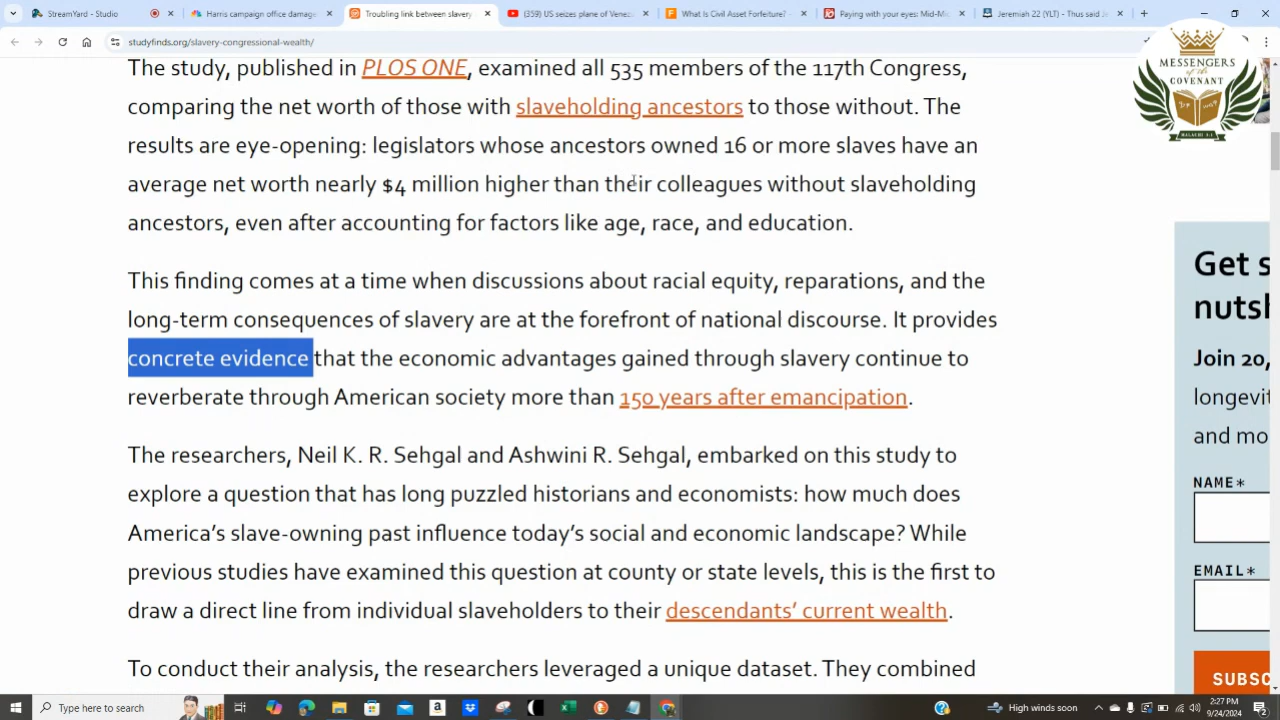 StreamYard - Studio
Harris campaign office damage
Troubling link between slavery
(359) US seizes plane of Venezu
What Is Civil Asset Forfeiture?
Paying with your eyes: Mid-Mic
Jeremiah 22 (YLT) - Thus said Je
studyfinds.org/slavery-congressional-wealth/
MESSENGERS
of the
COVENANT
MALACHI 3:1
The study, published in PLOS ONE, examined all 535 members of the 117th Congress,
comparing the net worth of those with slaveholding ancestors to those without. The
results are eye-opening: legislators whose ancestors owned 16 or more slaves have an
average net worth nearly $4 million higher than their colleagues without slaveholding
ancestors, even after accounting for factors like age, race, and education.
This finding comes at a time when discussions about racial equity, reparations, and the
long-term consequences of slavery are at the forefront of national discourse. It provides
concrete evidence that the economic advantages gained through slavery continue to
reverberate through American society more than 150 years after emancipation.
The researchers, Neil K. R. Sehgal and Ashwini R. Sehgal, embarked on this study to
explore a question that has long puzzled historians and economists: how much does
America's slave-owning past influence today's social and economic landscape? While
previous studies have examined this question at county or state levels, this is the first to
draw a direct line from individual slaveholders to their descendants' current wealth.
To conduct their analysis, the researchers leveraged a unique dataset. They combined
Get s
nutsh
Join 20,
longevit
and mo
NAME*
EMAIL*
SUBSC
Type here to search
High winds soon
2:27 PM
9/24/2024